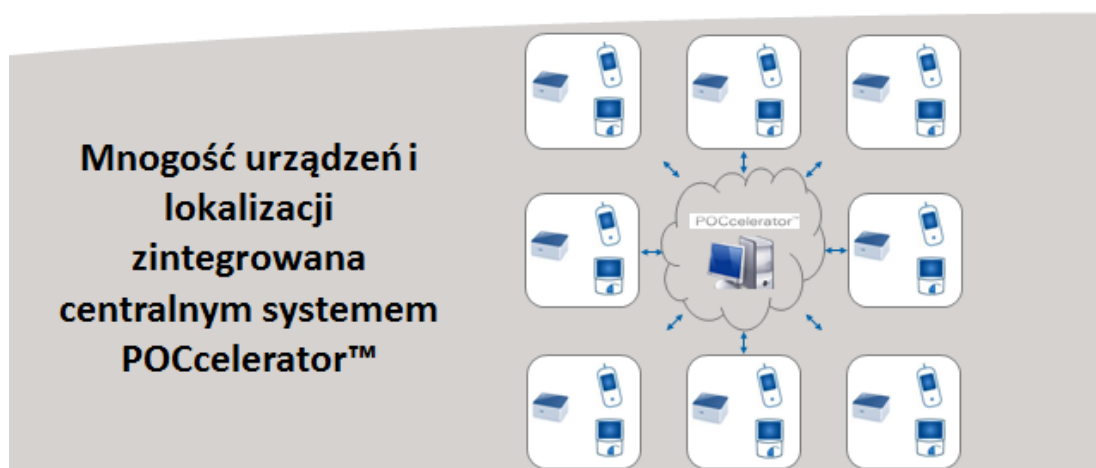 Mnogość urządzeń i
lokalizacji
zintegrowana
centralnym systemem
POCcelerator™
POCcelerator™